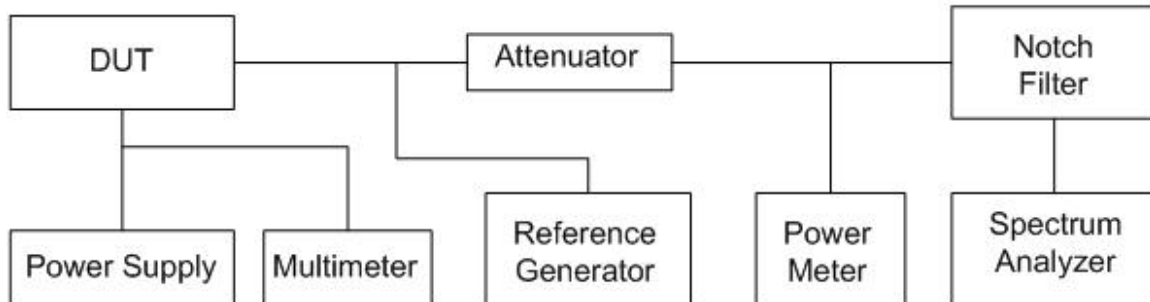 DUT
Attenuator
Notch
Filter
Power Supply
Multimeter
Reference
Generator
Power
Meter
Spectrum
Analyzer